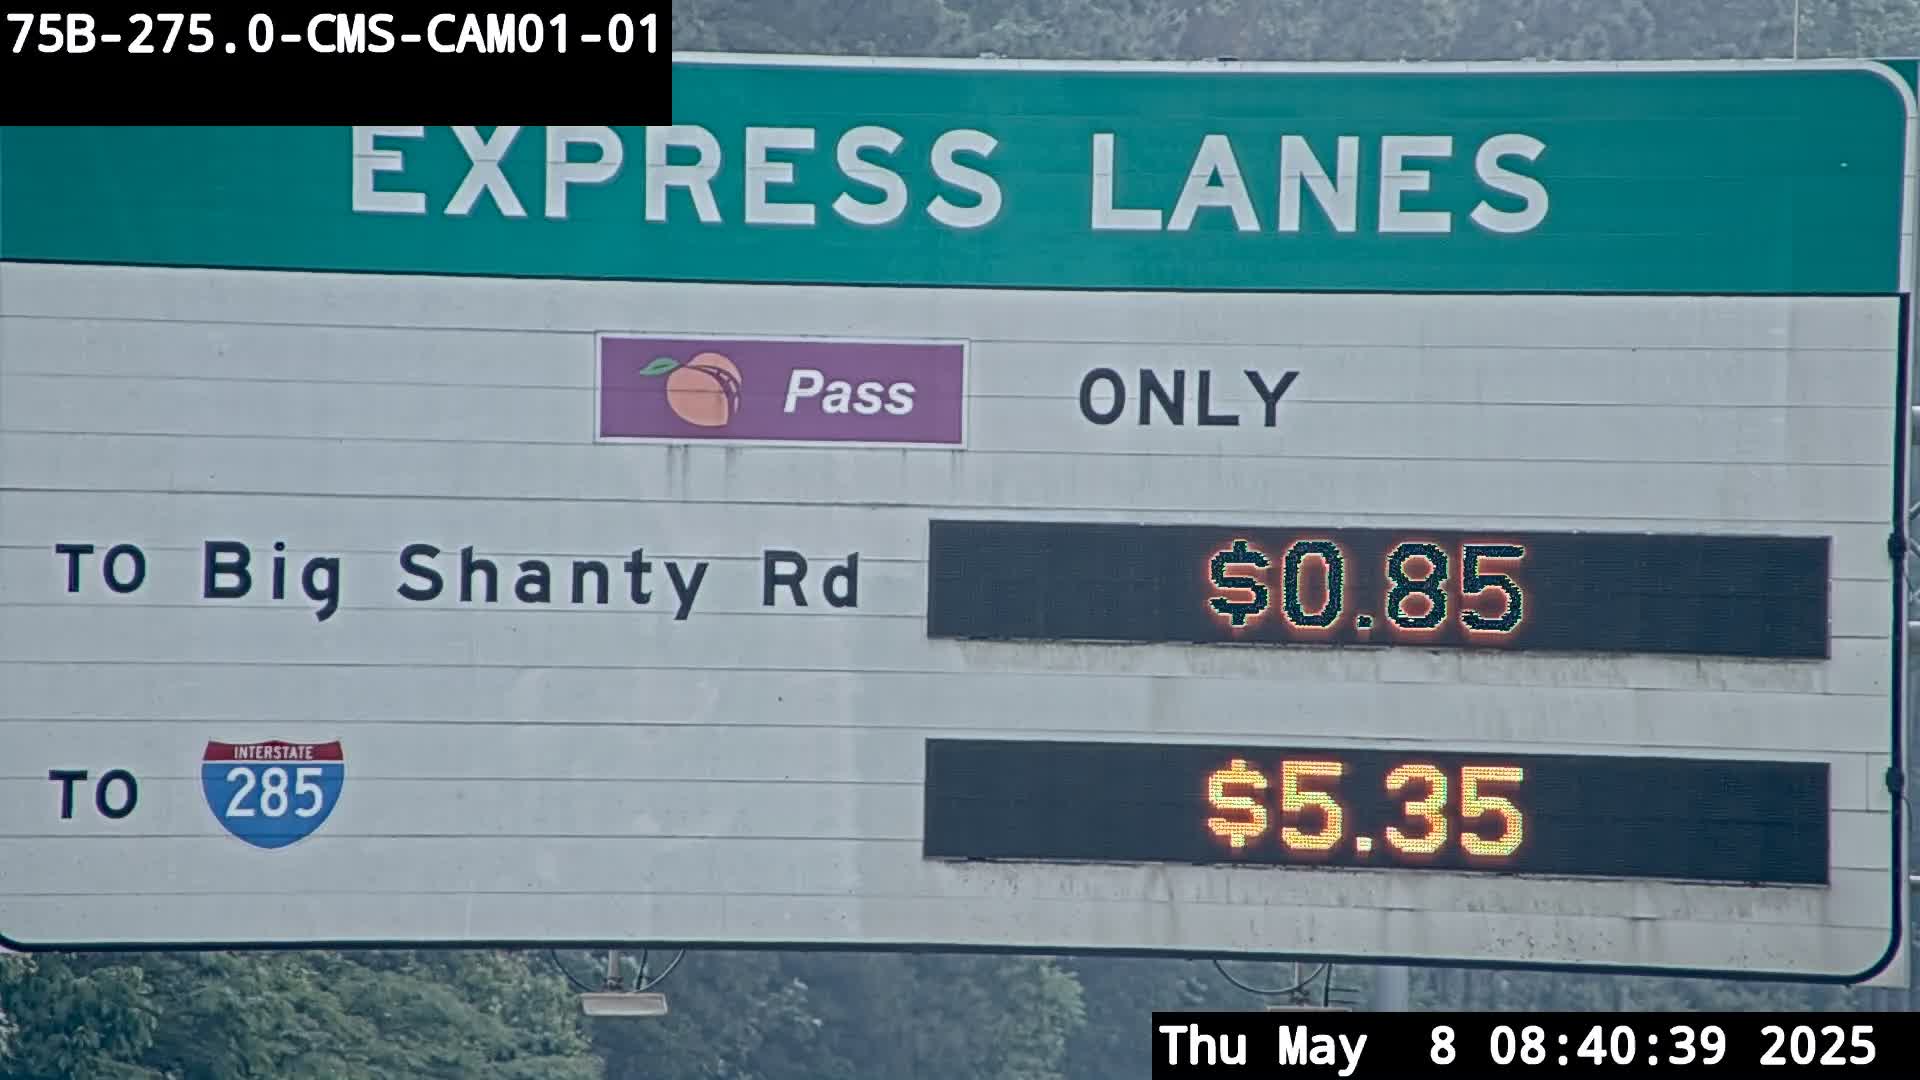 75B-275.0-CMS-CAM01-01
EXPRESS LANES
Pass ONLY
TO Big Shanty Rd $0.85
INTERSTATE
TO 285 $5.35
Thu May 8 08:40:39 2025